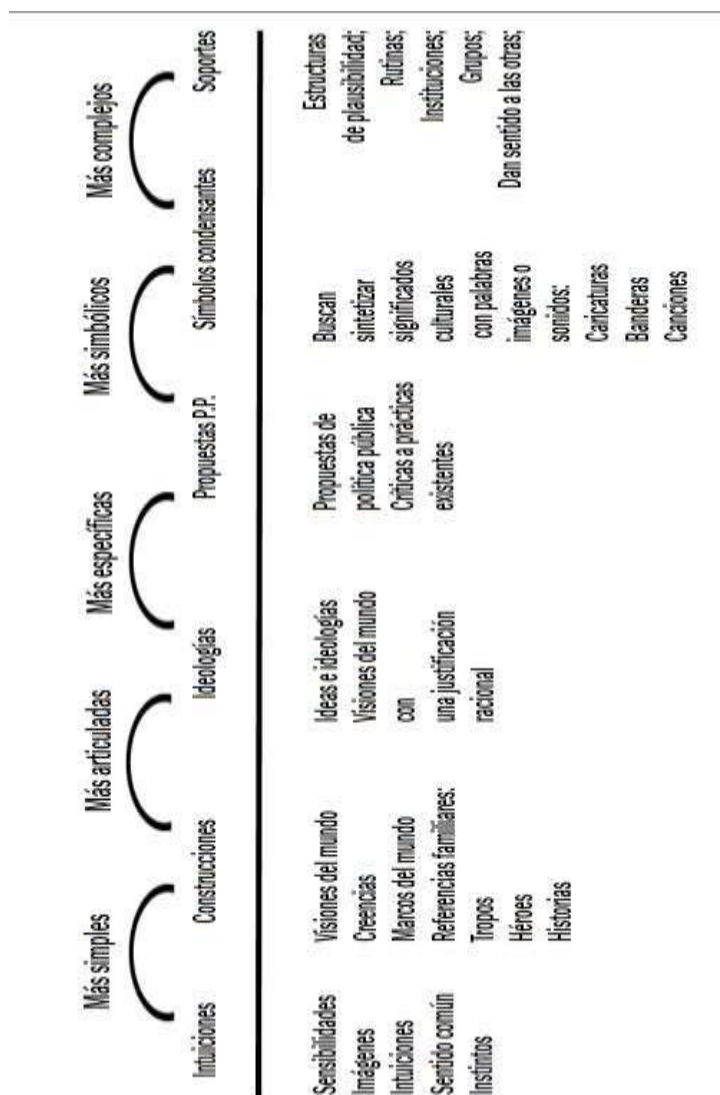 Más simples
Más articuladas
Más específicas
Más simbólicos
Más complejos
Intuiciones
Construcciones
Ideologías
Propuestas P.P.
Símbolos condensantes
Soportes
Sensibilidades
Imágenes
Intuiciones
Sentido común
Instintos
Visiones del mundo
Creencias
Marcos del mundo
Referencias familiares:
Tropos
Héroes
Historias
Ideas e ideologías
Visiones del mundo
con
una justificación
racional
Propuestas de
política pública
Críticas a prácticas
existentes
Buscan
sintetizar
significados
culturales
con palabras
imágenes o
sonidos:
Caricaturas
Banderas
Canciones
Estructuras
de plausibilidad;
Rutinas;
Instituciones;
Grupos;
Dan sentido a las otras;